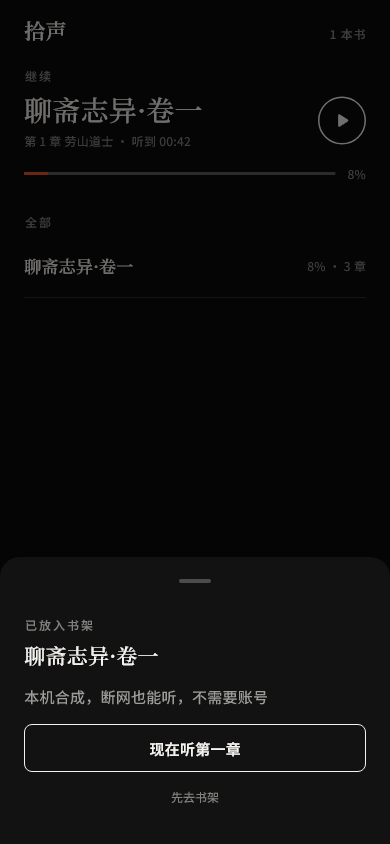 拾声
1 本书
继续
聊斋志异·卷一
第 1 章 劳山道士 · 听到 00:42
8%
全部
聊斋志异·卷一
8% · 3 章
已放入书架
聊斋志异·卷一
本机合成，断网也能听，不需要账号
现在听第一章
先去书架